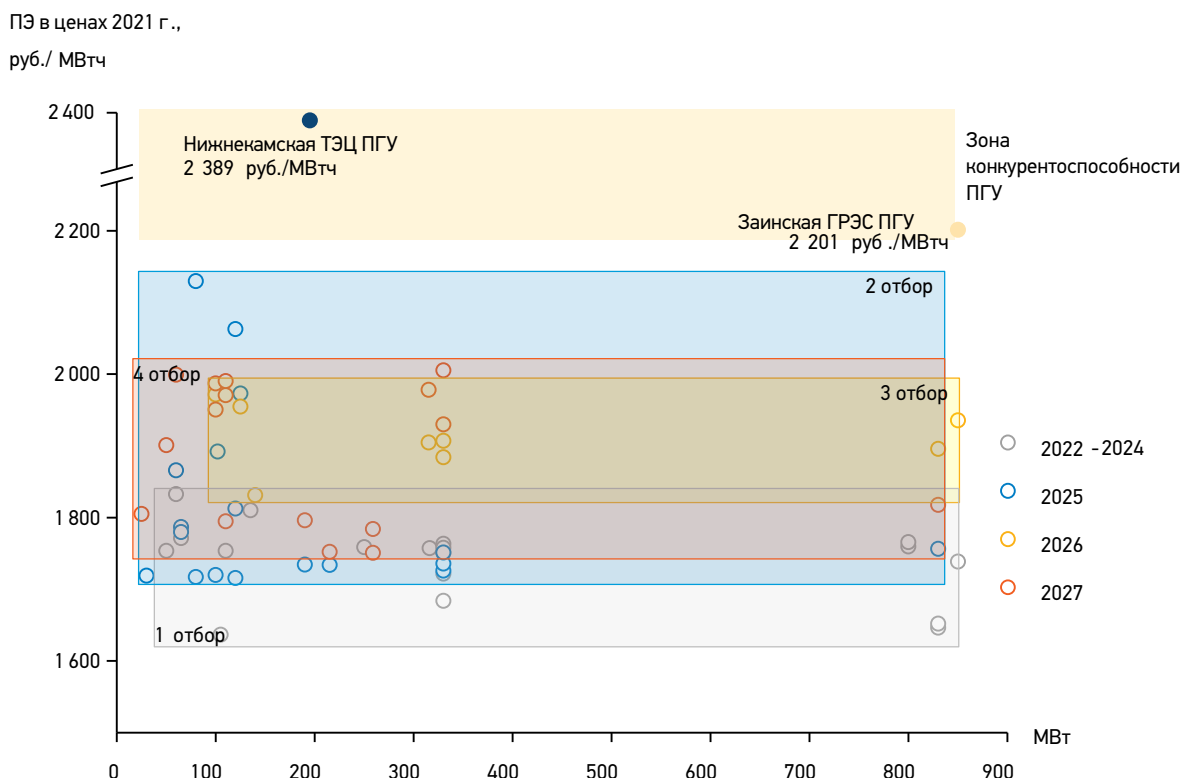 ПЭ в ценах 2021 г.,
руб./ МВтч
2 400
Нижнекамская ТЭЦ ПГУ
2 389 руб./МВтч
Зона
конкурентоспособности
ПГУ
Заинская ГРЭС ПГУ
2 201 руб ./МВтч
2 200
2 отбор
2 000
4 отбор
3 отбор
2022 - 2024
2025
1 800
2026
2027
1 отбор
1 600
МВт
0 100 200 300 400 500 600 700 800 900